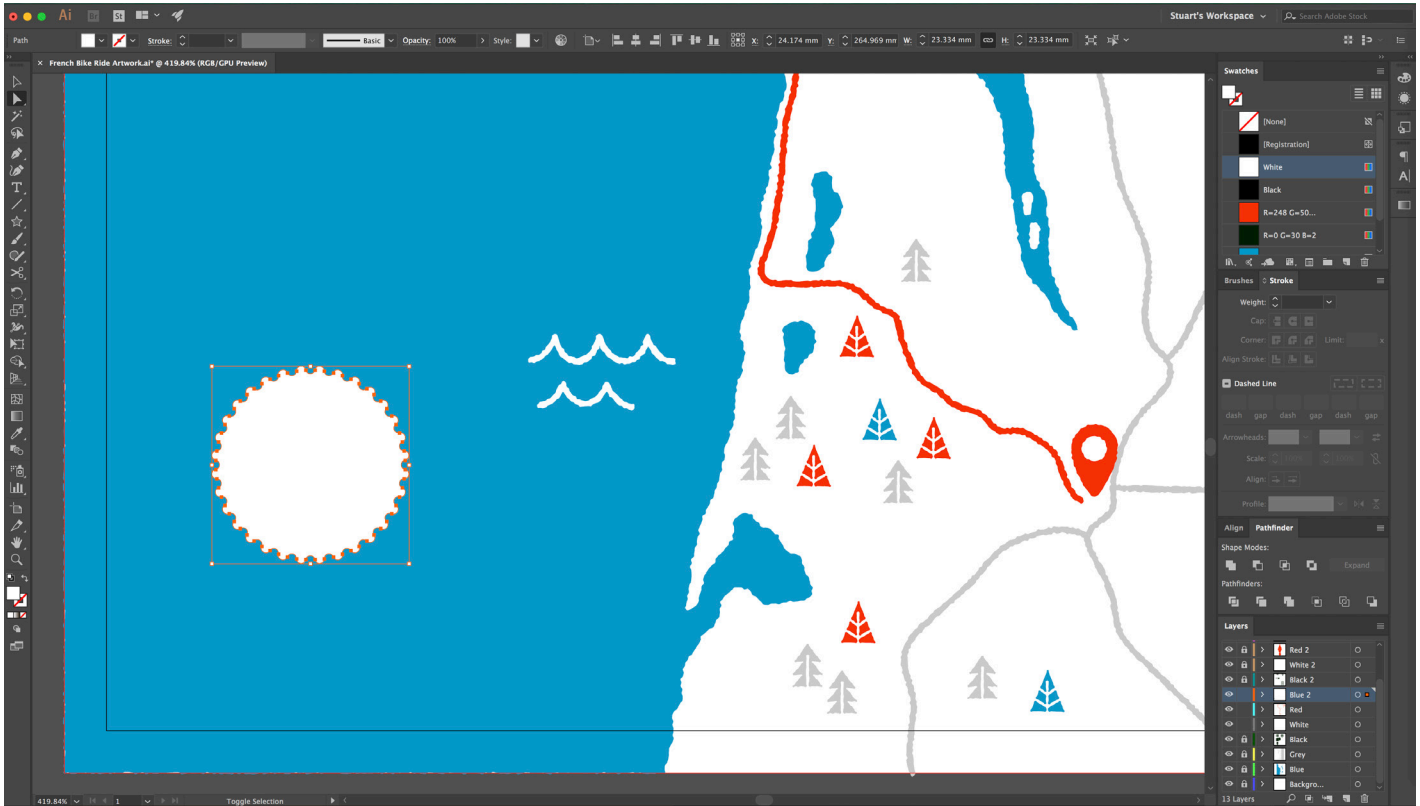 Ai Br St Stuart's Workspace Search Adobe Stock
Path Stroke: Basic Opacity: 100% Style: X: 24.174 mm Y: 264.969 mm W: 23.334 mm H: 23.334 mm
× French Bike Ride Artwork.ai* @ 419.84% (RGB/GPU Preview)
Swatches
[None]
[Registration]
White
Black
R=248 G=50...
R=0 G=30 B=2
Brushes Stroke
Weight:
Cap:
Corner: Limit: x
Align Stroke:
Dashed Line
dash gap dash gap dash gap
Arrowheads:
Scale: 100% 100%
Align:
Profile:
Align Pathfinder
Shape Modes:
Expand
Pathfinders:
Layers
Red 2
White 2
Black 2
Blue 2
Red
White
Black
Grey
Blue
Backgro...
13 Layers
419.84% 1 Toggle Selection